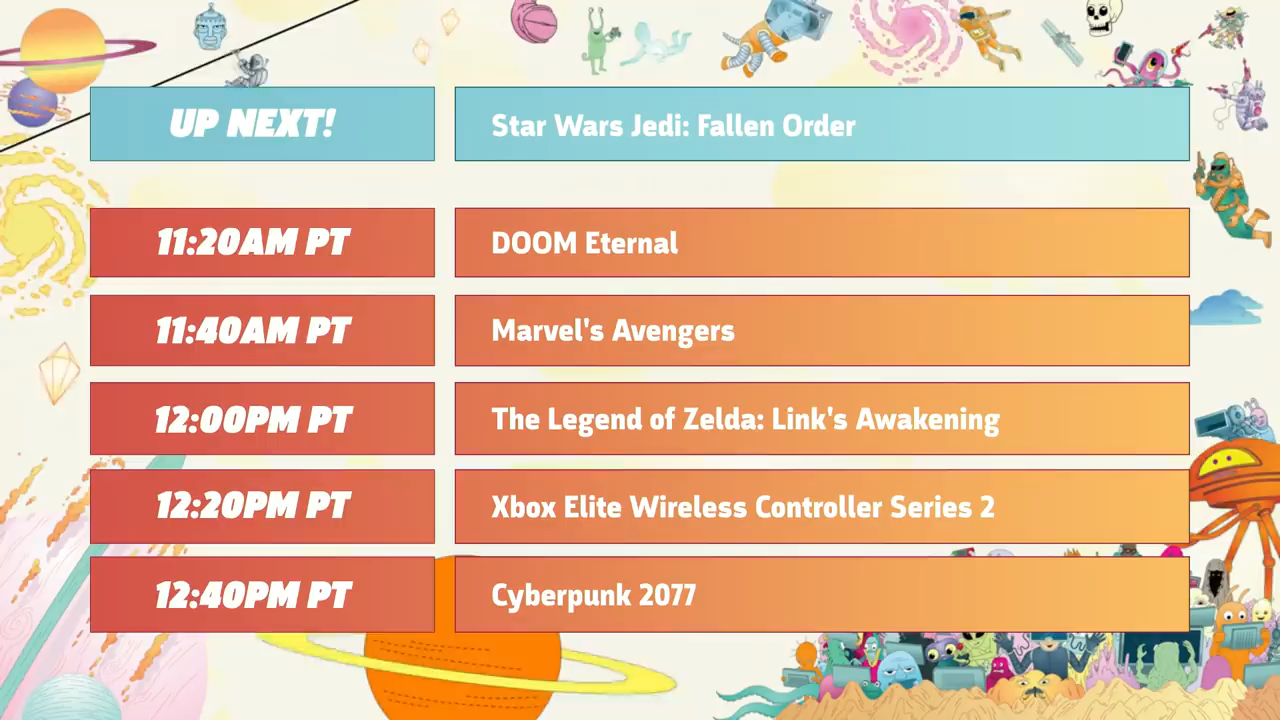 UP NEXT!
Star Wars Jedi: Fallen Order
11:20AM PT
DOOM Eternal
11:40AM PT
Marvel's Avengers
12:00PM PT
The Legend of Zelda: Link's Awakening
12:20PM PT
Xbox Elite Wireless Controller Series 2
12:40PM PT
Cyberpunk 2077